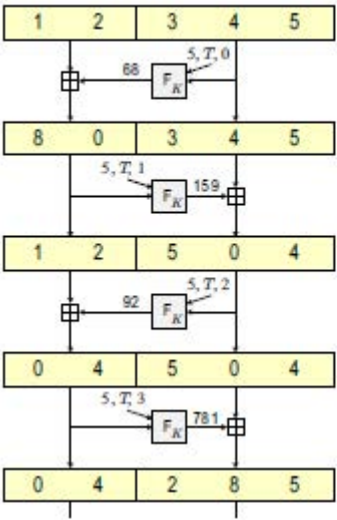 1 2 3 4 5
5, T, 0
68 F_K
8 0 3 4 5
5, T, 1
F_K 159
1 2 5 0 4
5, T, 2
92 F_K
0 4 5 0 4
5, T, 3
F_K 781
0 4 2 8 5